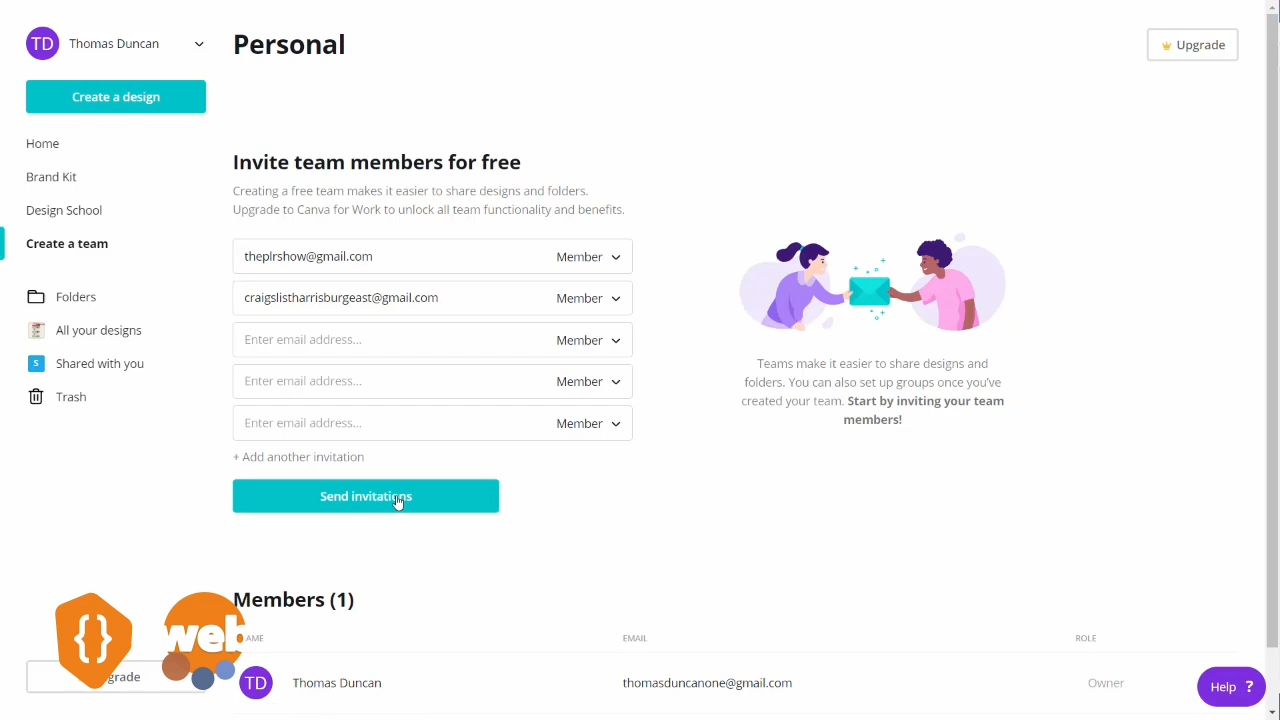 TD Thomas Duncan
Personal
Upgrade
Create a design
Home
Brand Kit
Design School
Create a team
Folders
All your designs
S Shared with you
Trash
Invite team members for free
Creating a free team makes it easier to share designs and folders.
Upgrade to Canva for Work to unlock all team functionality and benefits.
theplrshow@gmail.com Member
craigslistharrisburgeast@gmail.com Member
Enter email address... Member
Enter email address... Member
Enter email address... Member
+ Add another invitation
Send invitations
Teams make it easier to share designs and
folders. You can also set up groups once you've
created your team. Start by inviting your team
members!
Members (1)
AME EMAIL ROLE
TD Thomas Duncan thomasduncanone@gmail.com Owner
{} web
grade
Help ?